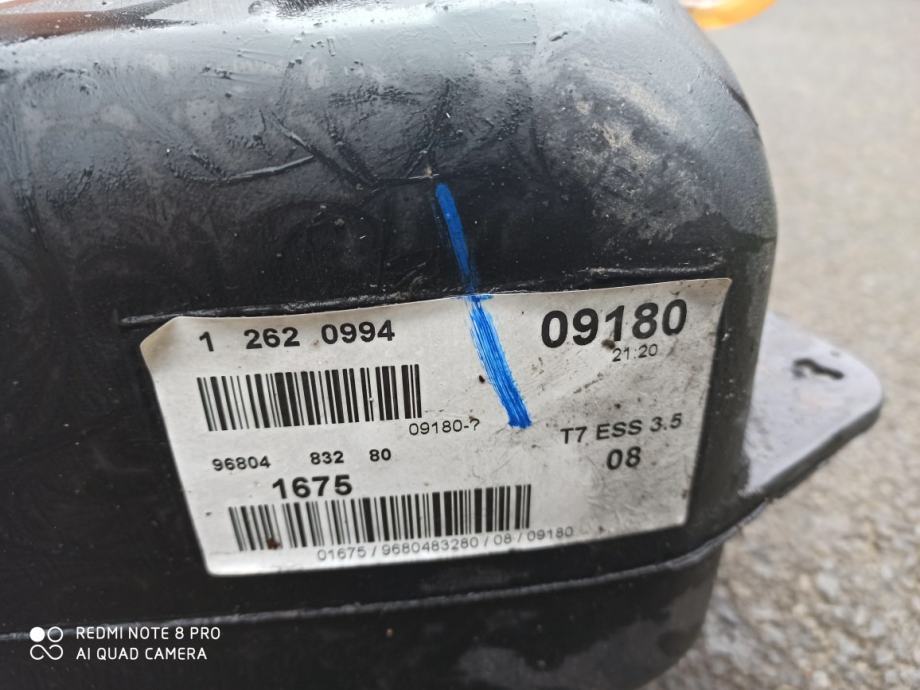 1 262 0994
09180
21:20
09180-?
T7 ESS 3.5
96804 832 80
08
1675
01675 / 9680483280 / 08 / 09180
REDMI NOTE 8 PRO
AI QUAD CAMERA